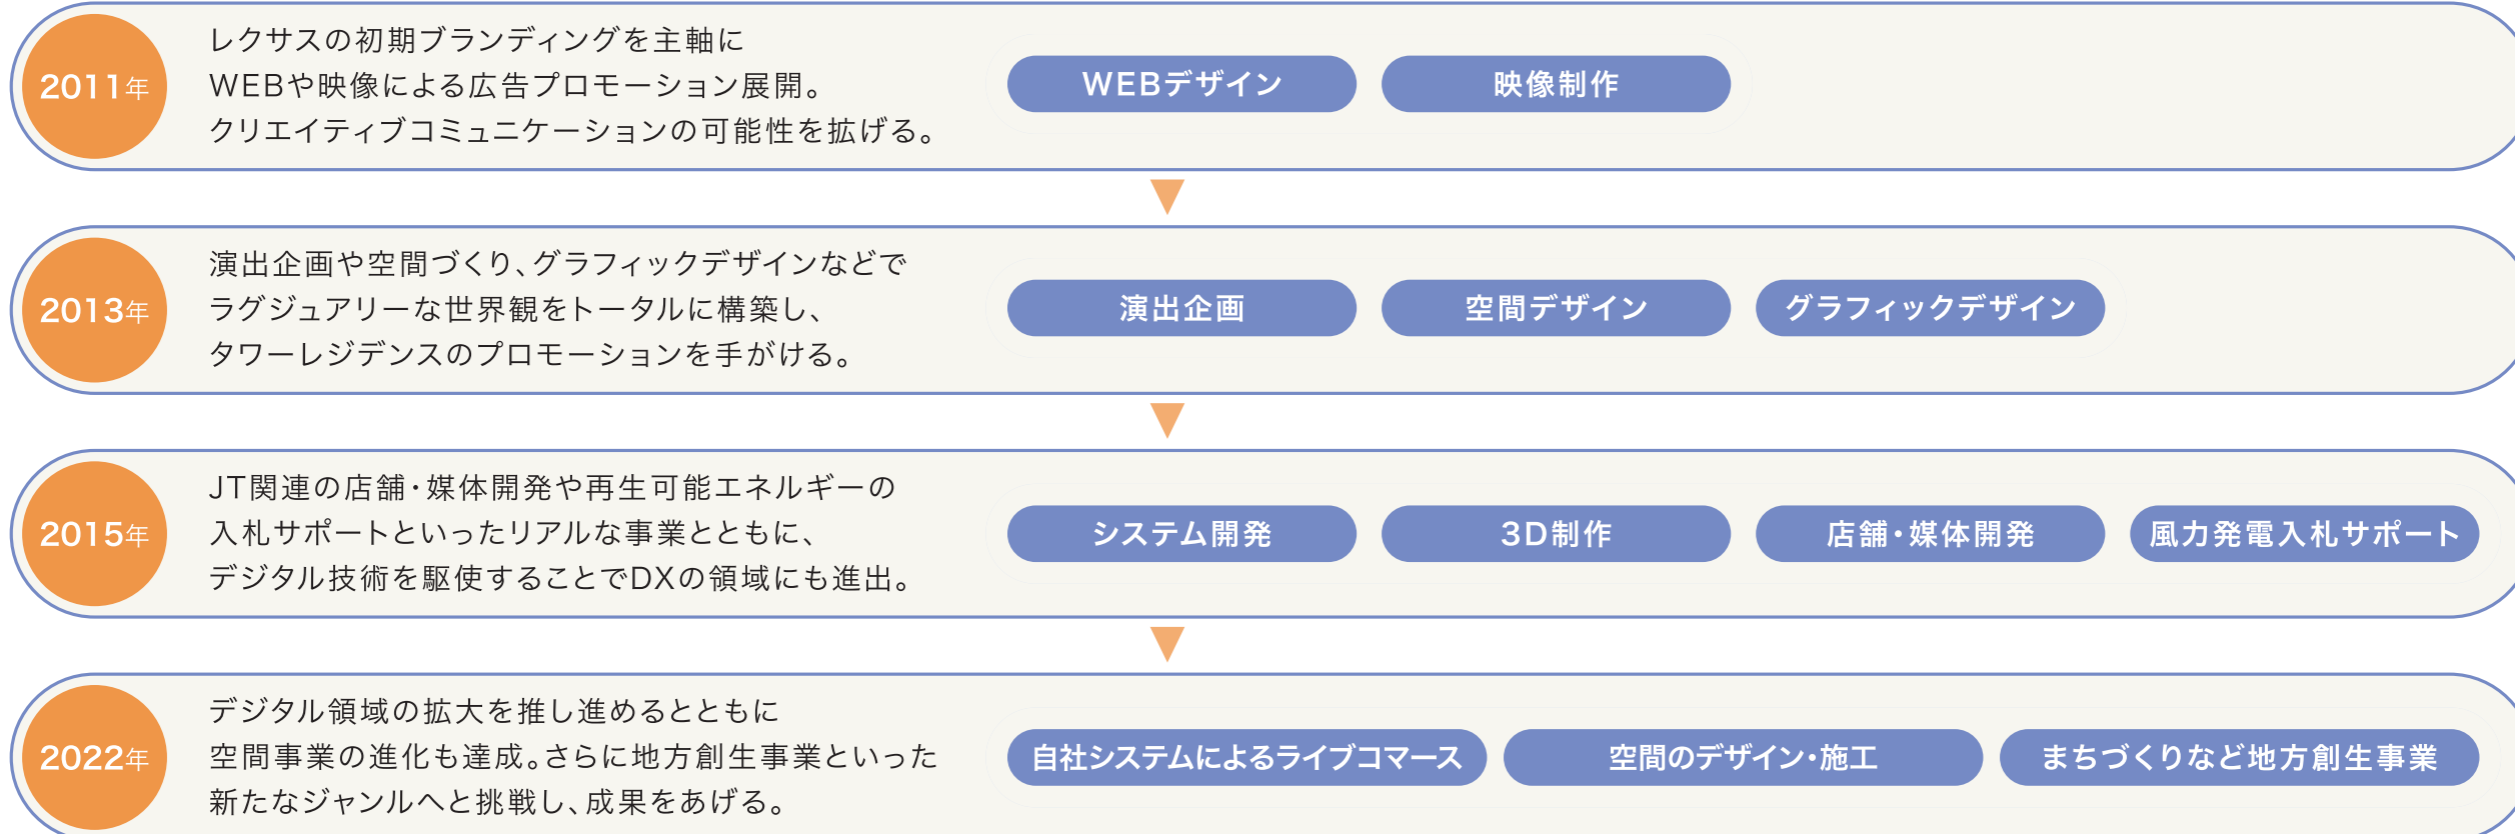 2011年
レクサスの初期ブランディングを主軸に
WEBや映像による広告プロモーション展開。
クリエイティブコミュニケーションの可能性を拡げる。
WEBデザイン
映像制作
2013年
演出企画や空間づくり、グラフィックデザインなどで
ラグジュアリーな世界観をトータルに構築し、
タワーレジデンスのプロモーションを手がける。
演出企画
空間デザイン
グラフィックデザイン
2015年
JT関連の店舗・媒体開発や再生可能エネルギーの
入札サポートといったリアルな事業とともに、
デジタル技術を駆使することでDXの領域にも進出。
システム開発
3D制作
店舗・媒体開発
風力発電入札サポート
2022年
デジタル領域の拡大を推し進めるとともに
空間事業の進化も達成。さらに地方創生事業といった
新たなジャンルへと挑戦し、成果をあげる。
自社システムによるライブコマース
空間のデザイン・施工
まちづくりなど地方創生事業